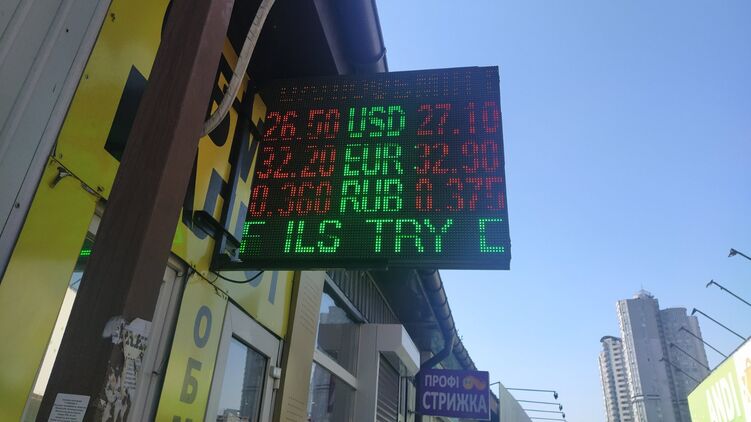 26.50 USD 27.10
32.20 EUR 32.90
0.360 RUB 0.375
ILS TRY
ПРОФІ
СТРИЖКА
ОБ